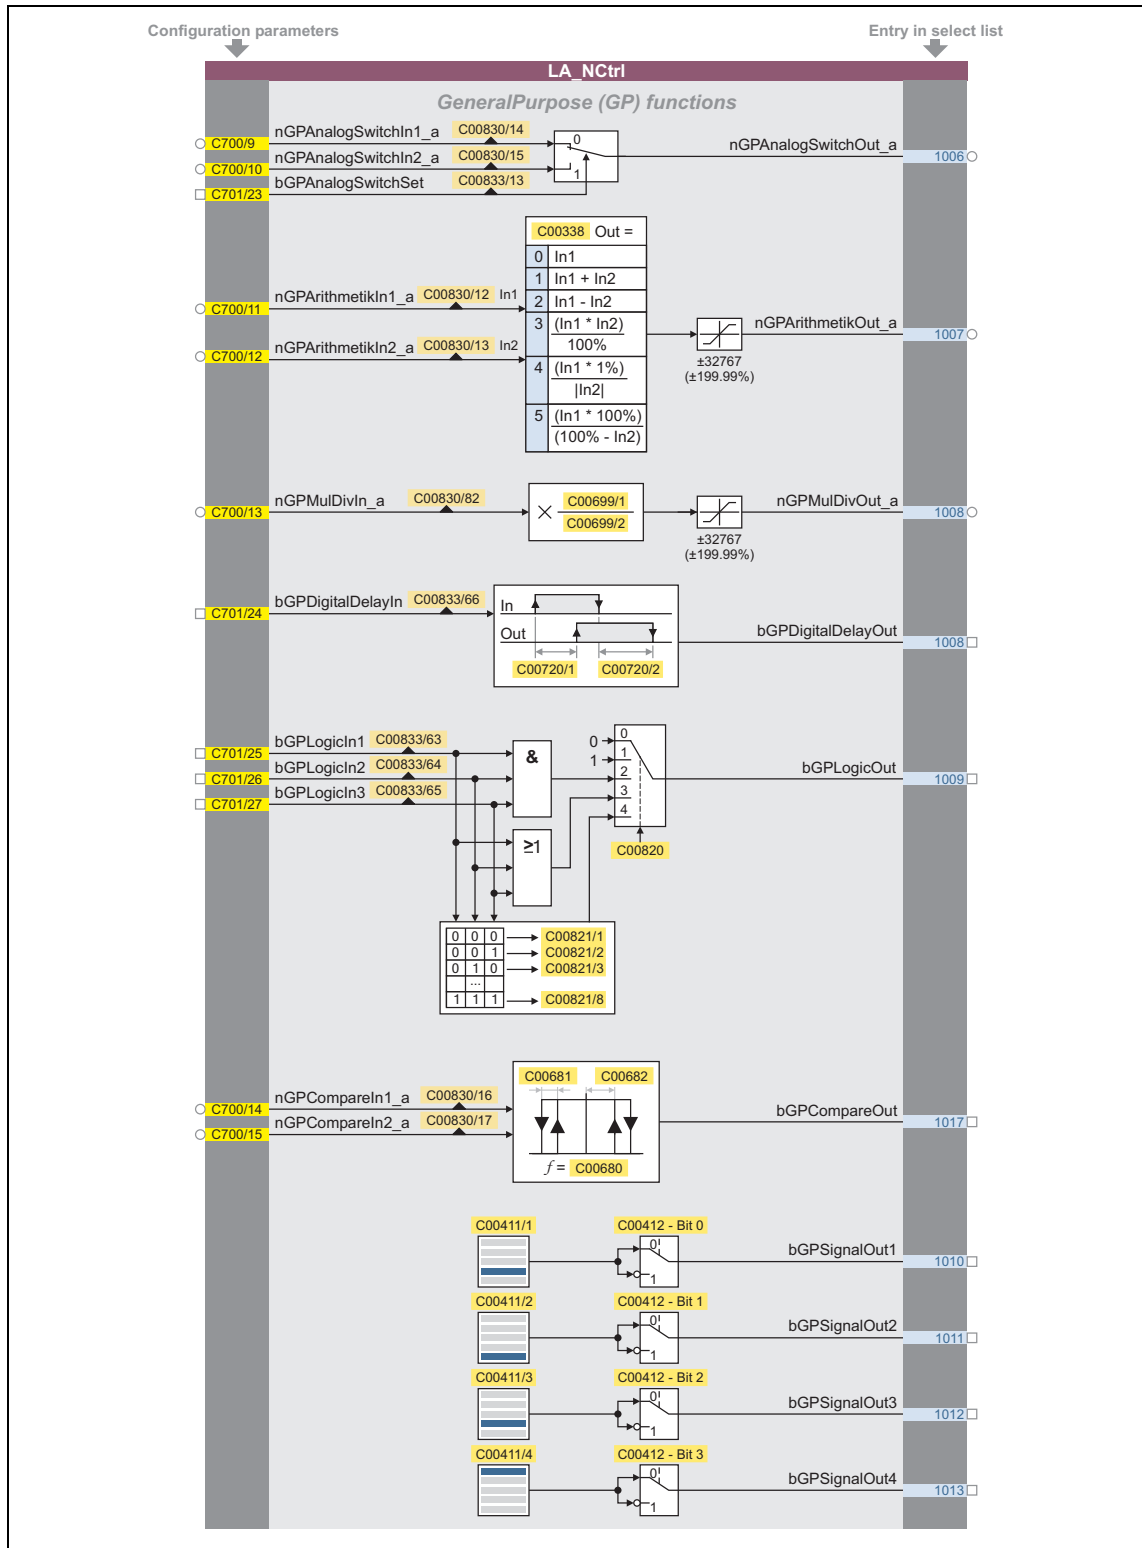 Configuration parameters
Entry in select list
LA_NCtrl
GeneralPurpose (GP) functions
C700/9
nGPAnalogSwitchIn1_a
C00830/14
0
nGPAnalogSwitchOut_a
1006
C700/10
nGPAnalogSwitchIn2_a
C00830/15
1
C701/23
bGPAnalogSwitchSet
C00833/13
C00338 Out =
0 In1
1 In1 + In2
2 In1 - In2
3 (In1 * In2)
100%
4 (In1 * 1%)
|In2|
5 (In1 * 100%)
(100% - In2)
C700/11
nGPArithmetikIn1_a
C00830/12
In1
C700/12
nGPArithmetikIn2_a
C00830/13
In2
±32767
(±199.99%)
nGPArithmetikOut_a
1007
C700/13
nGPMulDivIn_a
C00830/82
×
C00699/1
C00699/2
±32767
(±199.99%)
nGPMulDivOut_a
1008
C701/24
bGPDigitalDelayIn
C00833/66
In
Out
C00720/1
C00720/2
bGPDigitalDelayOut
1008
C701/25
bGPLogicIn1
C00833/63
C701/26
bGPLogicIn2
C00833/64
C701/27
bGPLogicIn3
C00833/65
&
≥1
0
1
0
1
2
3
4
C00820
bGPLogicOut
1009
0 0 0
C00821/1
0 0 1
C00821/2
0 1 0
C00821/3
...
1 1 1
C00821/8
C700/14
nGPCompareIn1_a
C00830/16
C700/15
nGPCompareIn2_a
C00830/17
C00681
C00682
f = C00680
bGPCompareOut
1017
C00411/1
C00412 - Bit 0
0
1
bGPSignalOut1
1010
C00411/2
C00412 - Bit 1
0
1
bGPSignalOut2
1011
C00411/3
C00412 - Bit 2
0
1
bGPSignalOut3
1012
C00411/4
C00412 - Bit 3
0
1
bGPSignalOut4
1013